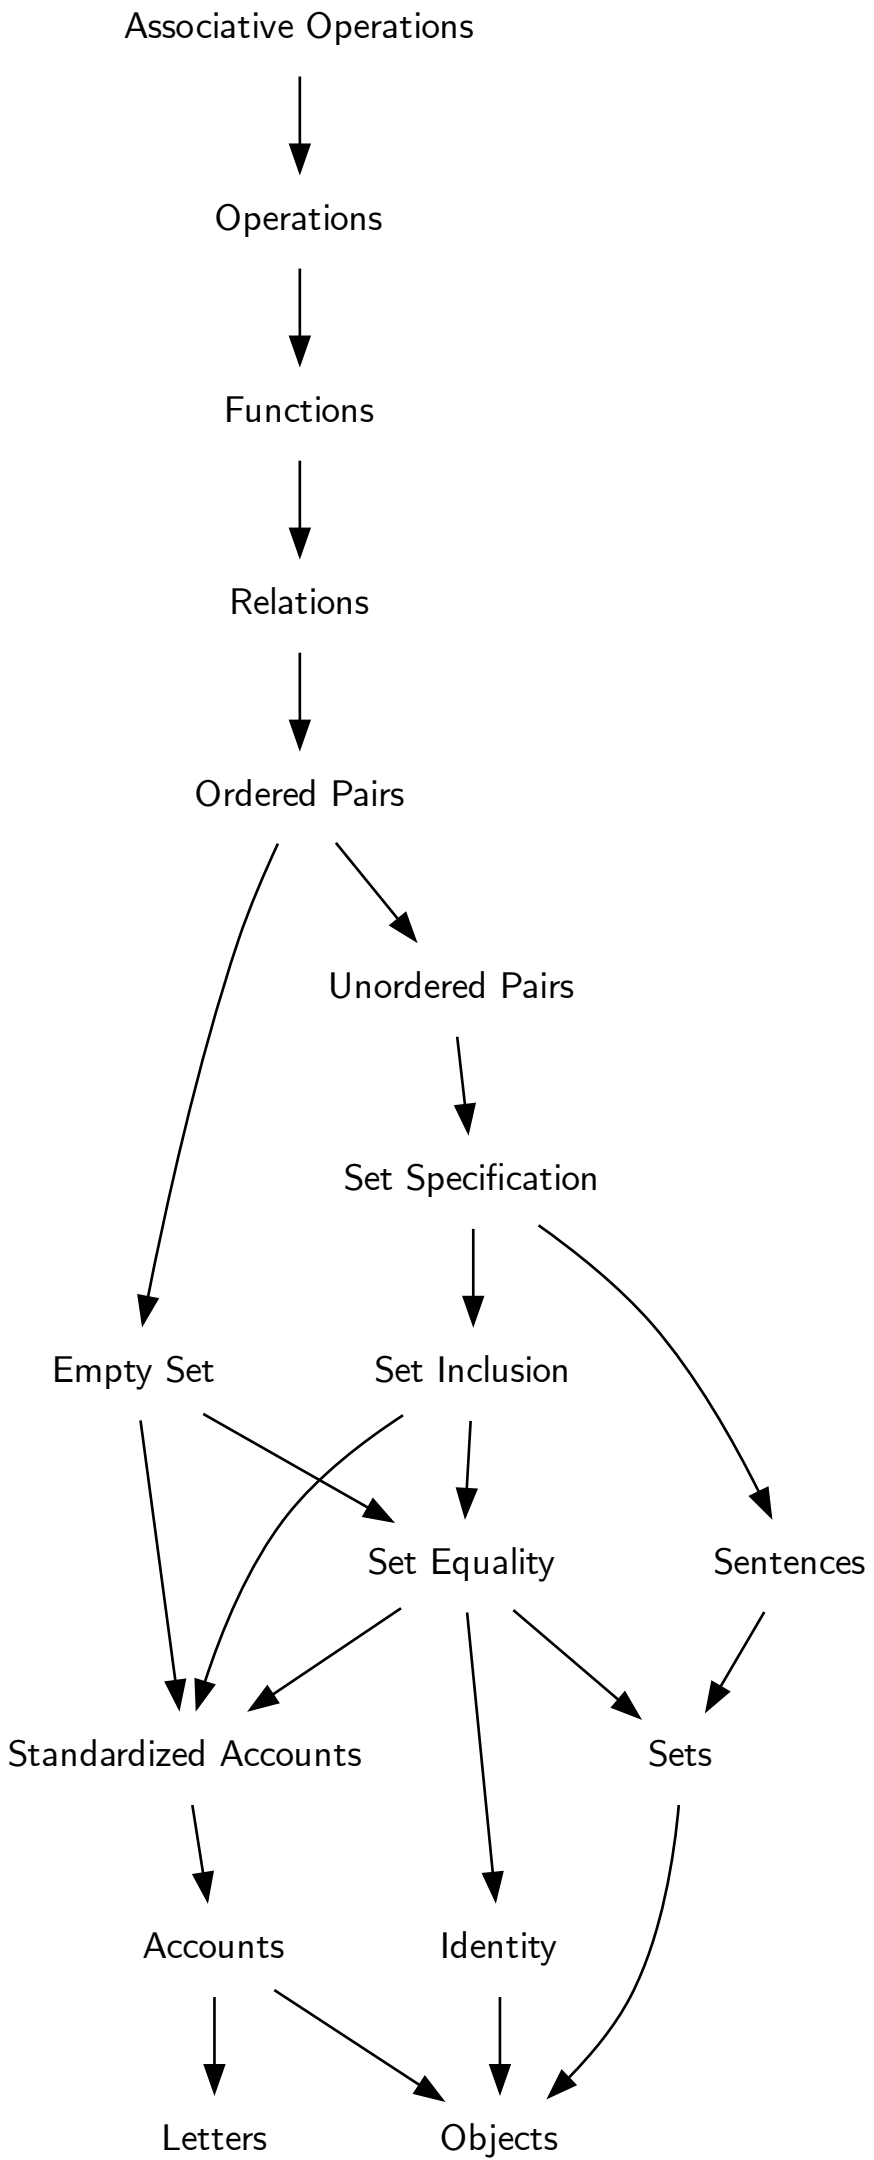 Associative Operations
Operations
Functions
Relations
Ordered Pairs
Unordered Pairs
Set Specification
Empty Set
Set Inclusion
Set Equality
Sentences
Standardized Accounts
Sets
Accounts
Identity
Letters
Objects